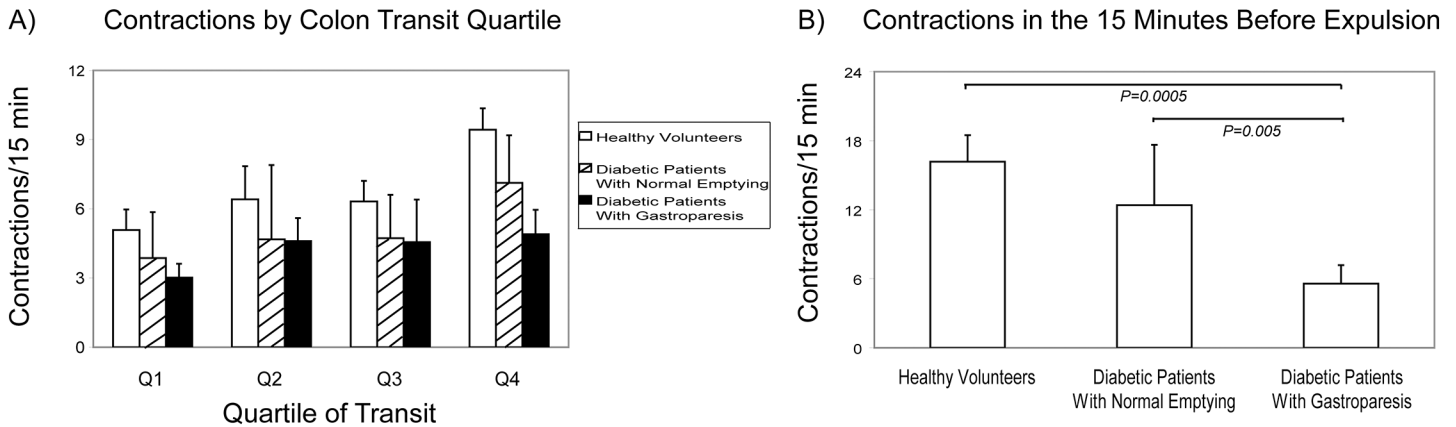 A) Contractions by Colon Transit Quartile
Contractions/15 min
12
9
6
3
0
Q1 Q2 Q3 Q4
Quartile of Transit
Healthy Volunteers
Diabetic Patients
With Normal Emptying
Diabetic Patients
With Gastroparesis
B) Contractions in the 15 Minutes Before Expulsion
Contractions/15 min
24
18
12
6
0
P=0.0005
P=0.005
Healthy Volunteers
Diabetic Patients
With Normal Emptying
Diabetic Patients
With Gastroparesis